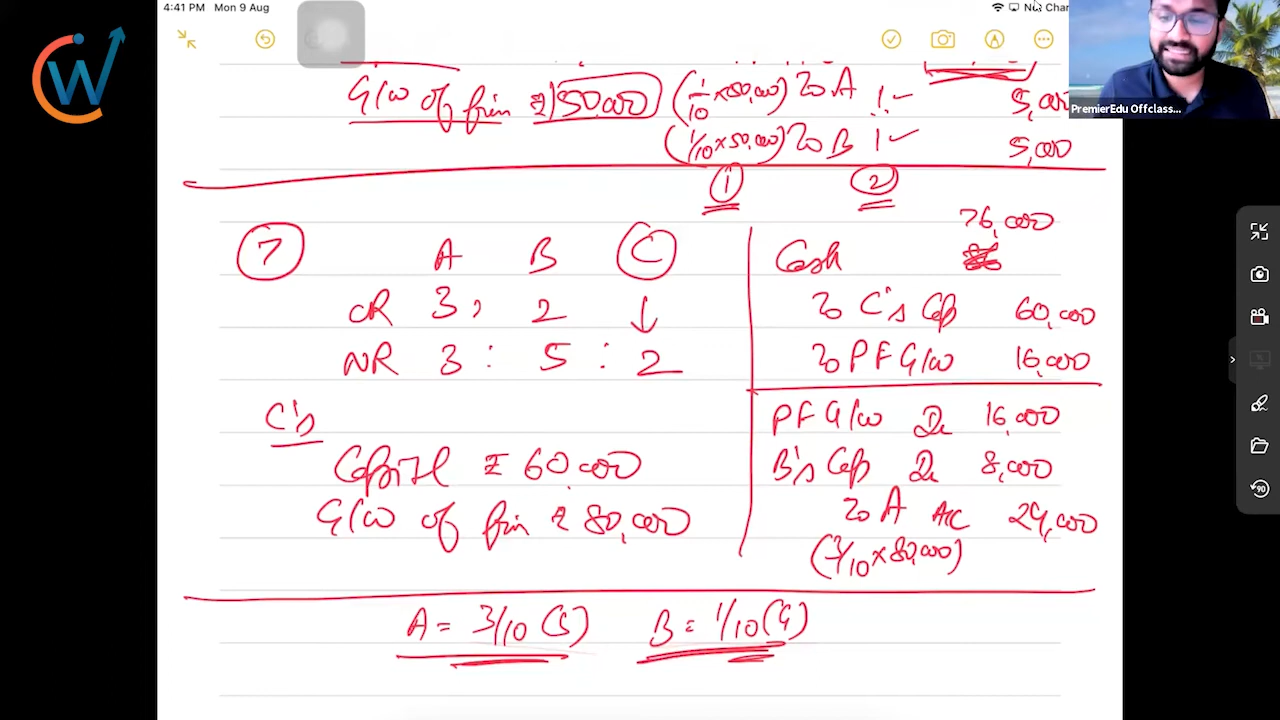 4:41 PM Mon 9 Aug
CW
PremierEdu Offclass...
G/W of firm ₹ 50,000 (1/10 × 50,000) To A 1 ✓ 5,000
(1/10 × 50,000) To B 1 ✓ 5,000
① ②
⑦ A B C
OR 3 : 2 ↓
NR 3 : 5 : 2
C's
Capital ₹ 60,000
G/W of firm ₹ 80,000
76,000
Cash
To C's Cap 60,000
To PF G/W 16,000
PF G/W Dr 16,000
B's Cap Dr 8,000
To A A/C 24,000
(3/10 × 80,000)
A = 3/10 (S) B = 1/10 (G)
90